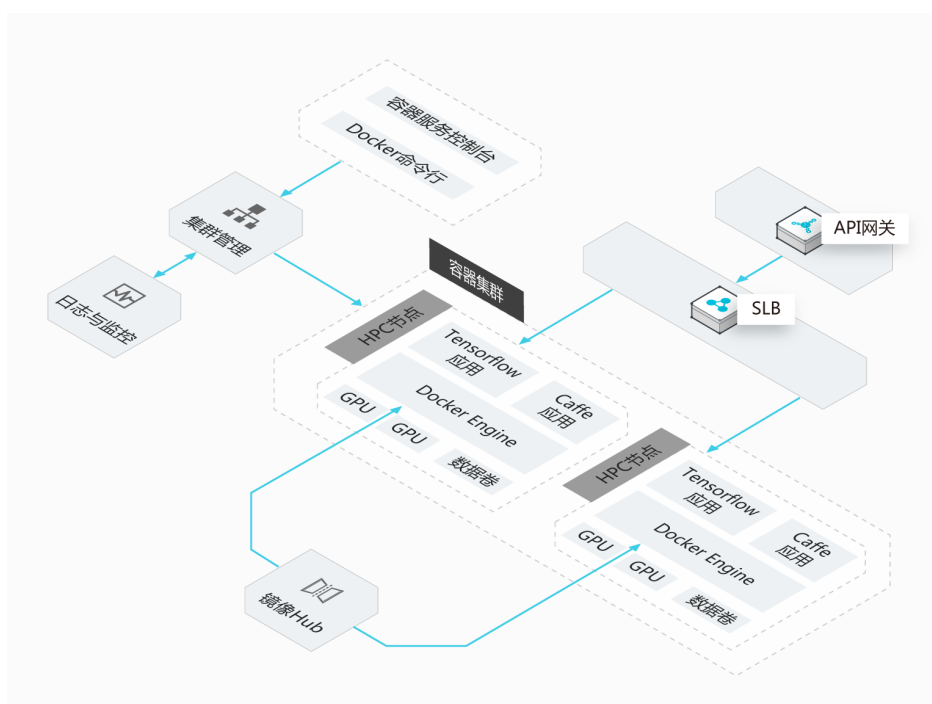 容器服务控制台
Docker命令行
集群管理
日志与监控
API网关
SLB
容器集群
HPC节点
Tensorflow
应用
Caffe
应用
Docker Engine
GPU
GPU
数据卷
HPC节点
Tensorflow
应用
Caffe
应用
Docker Engine
GPU
GPU
数据卷
镜像Hub